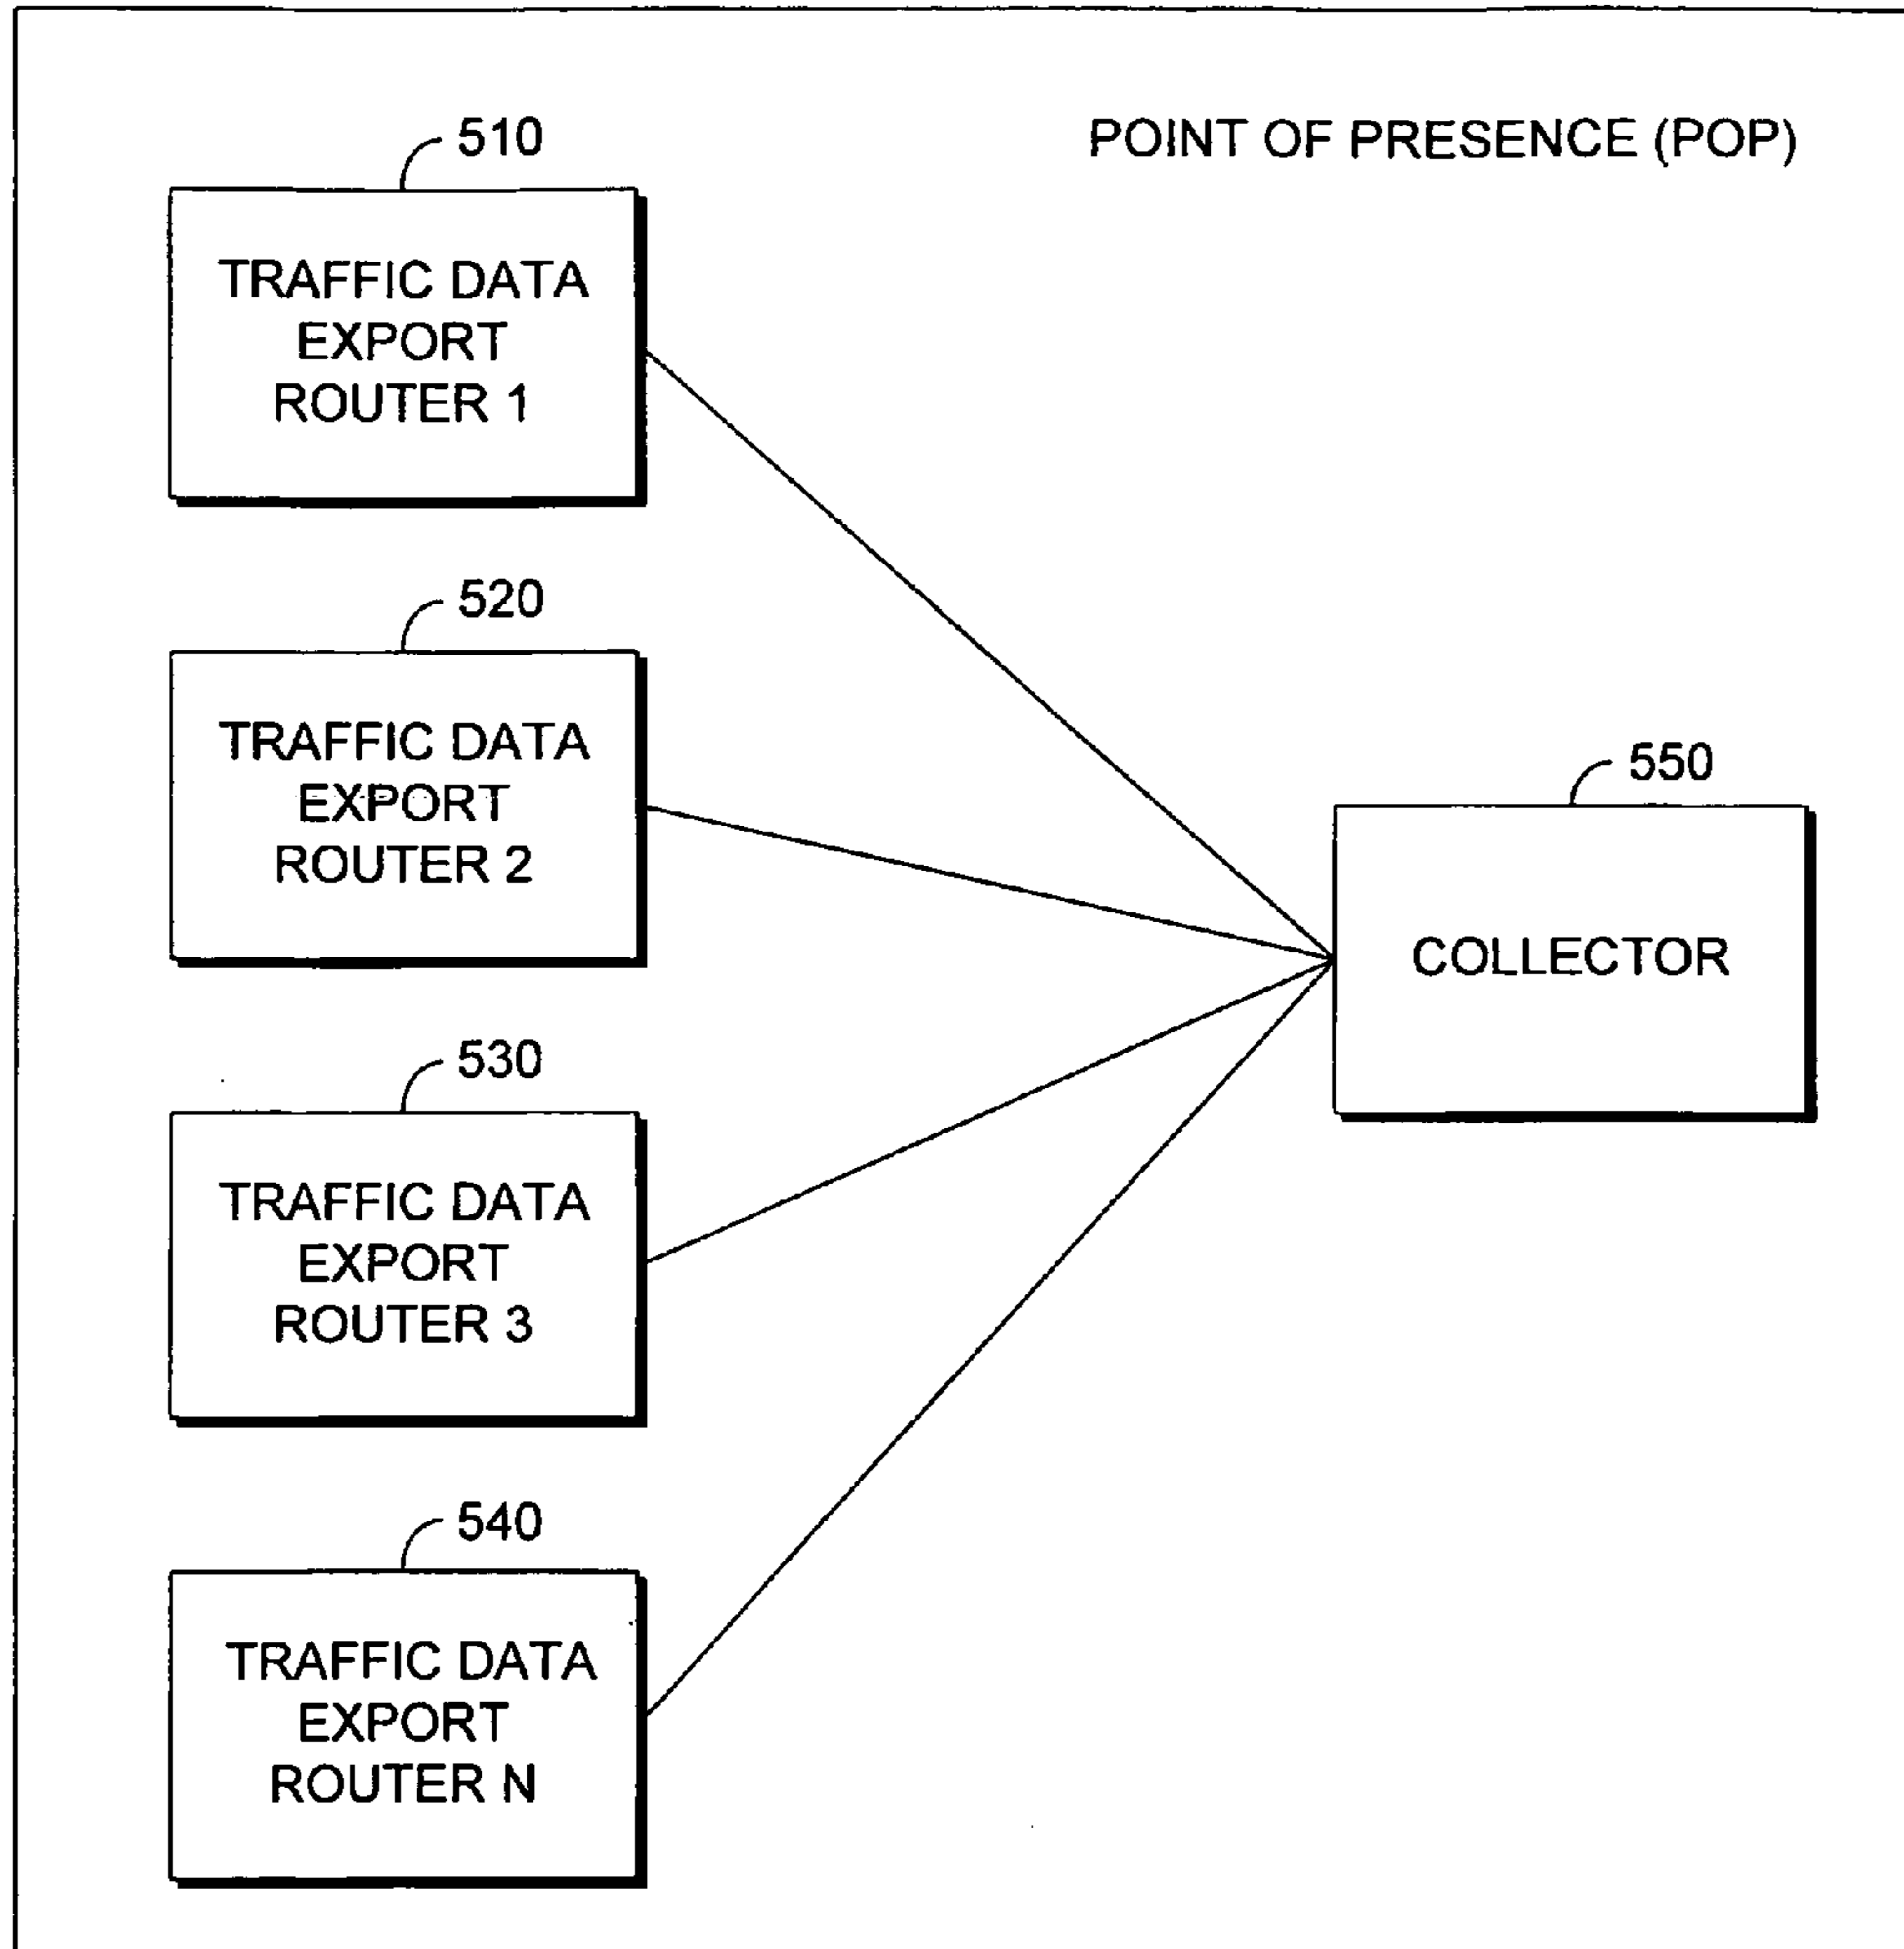 POINT OF PRESENCE (POP)
510
TRAFFIC DATA
EXPORT
ROUTER 1
520
TRAFFIC DATA
EXPORT
ROUTER 2
550
COLLECTOR
530
TRAFFIC DATA
EXPORT
ROUTER 3
540
TRAFFIC DATA
EXPORT
ROUTER N